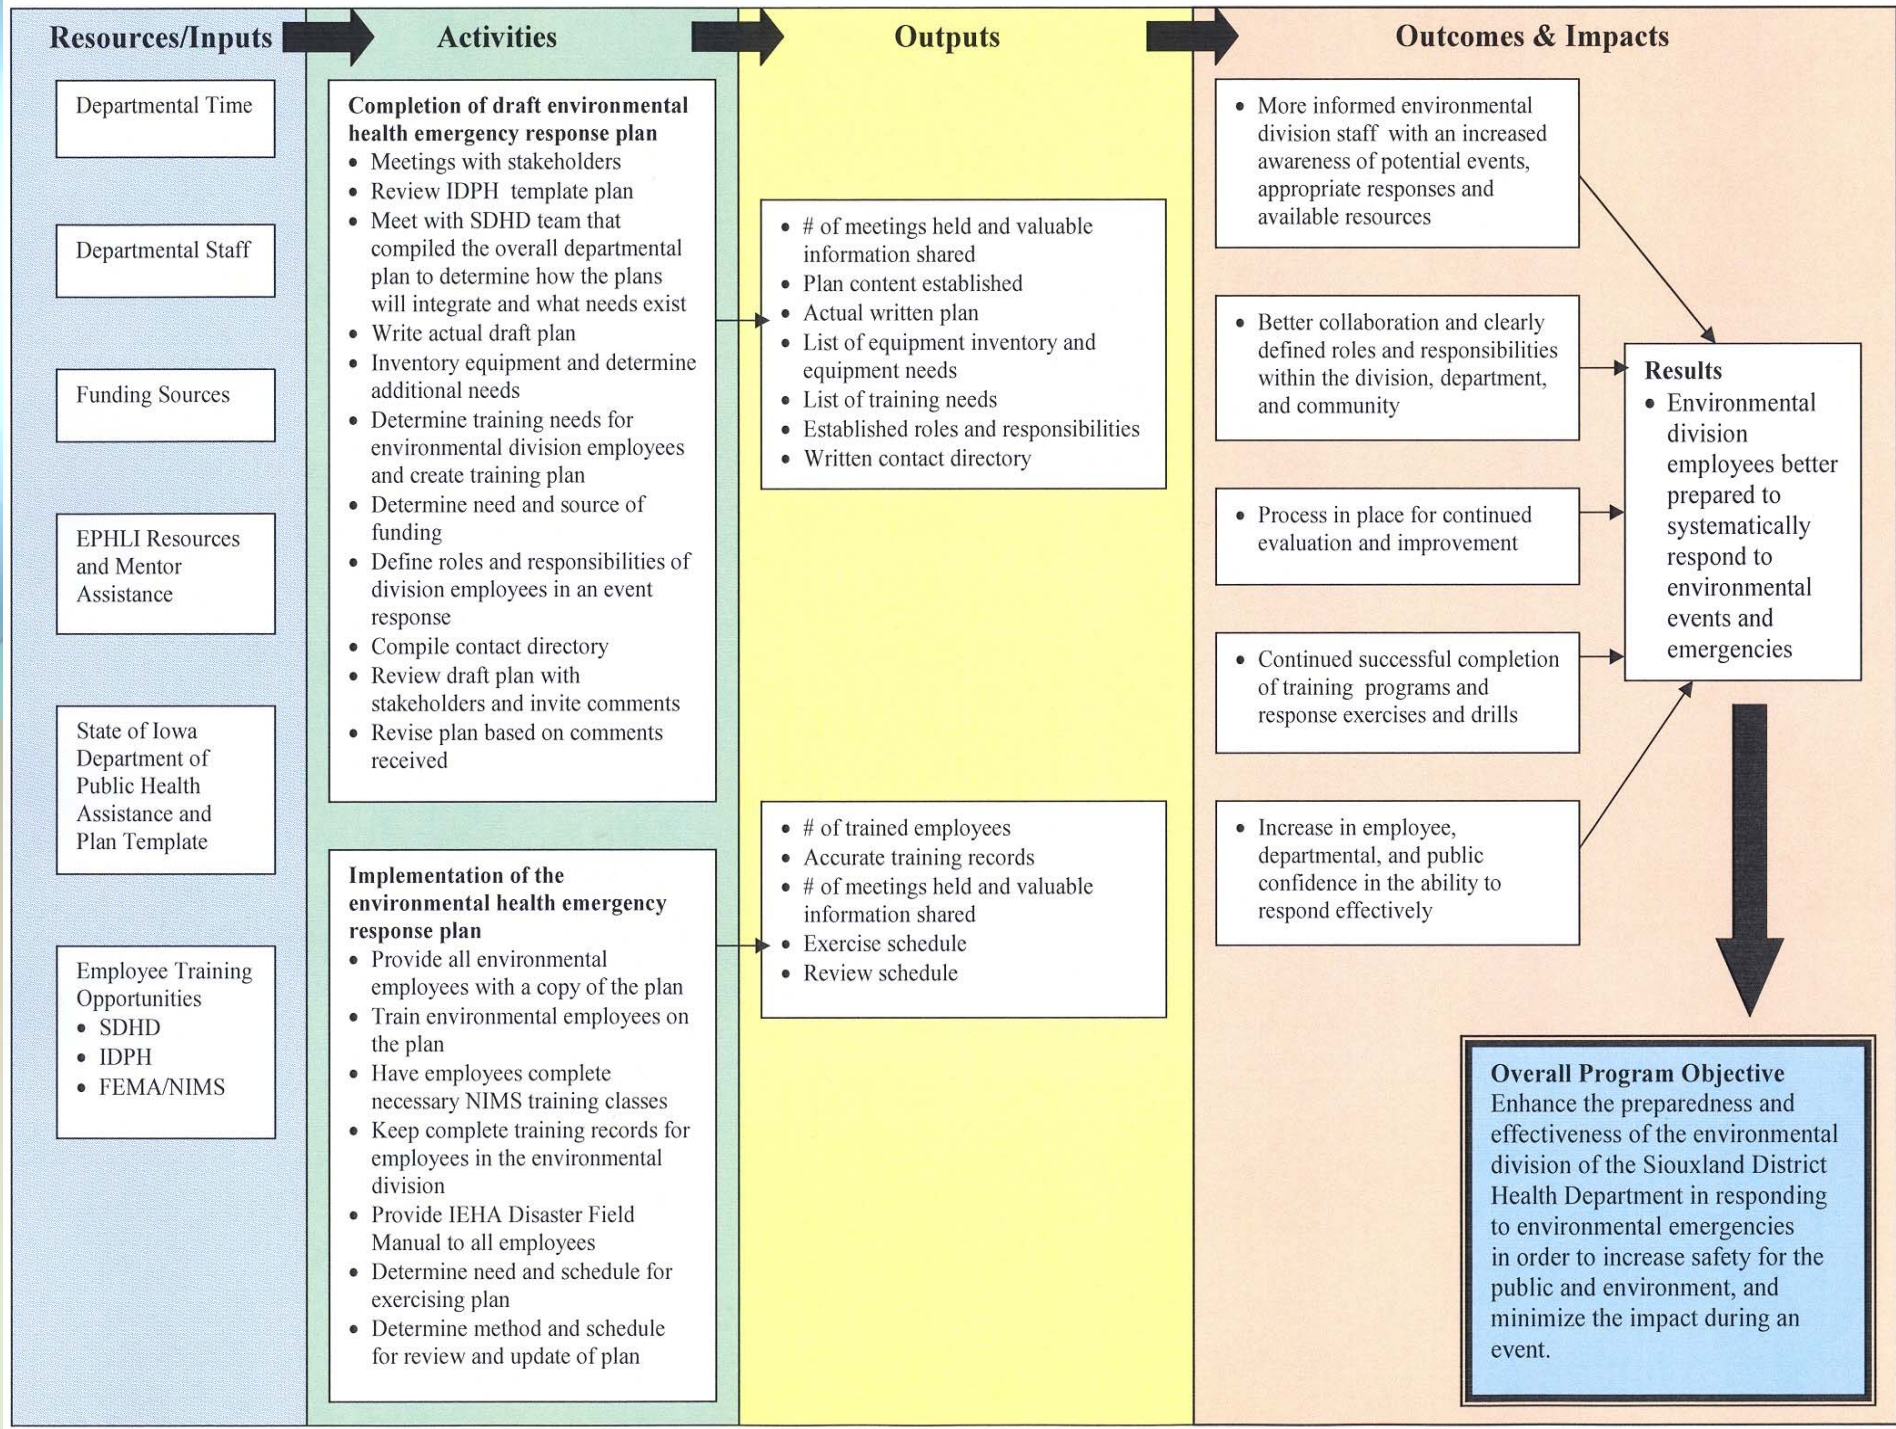 Resources/Inputs
Departmental Time
Departmental Staff
Funding Sources
EPHLI Resources
and Mentor
Assistance
State of Iowa
Department of
Public Health
Assistance and
Plan Template
Employee Training
Opportunities
• SDHD
• IDPH
• FEMA/NIMS
Activities
Completion of draft environmental
health emergency response plan
• Meetings with stakeholders
• Review IDPH template plan
• Meet with SDHD team that
compiled the overall departmental
plan to determine how the plans
will integrate and what needs exist
• Write actual draft plan
• Inventory equipment and determine
additional needs
• Determine training needs for
environmental division employees
and create training plan
• Determine need and source of
funding
• Define roles and responsibilities of
division employees in an event
response
• Compile contact directory
• Review draft plan with
stakeholders and invite comments
• Revise plan based on comments
received
Implementation of the
environmental health emergency
response plan
• Provide all environmental
employees with a copy of the plan
• Train environmental employees on
the plan
• Have employees complete
necessary NIMS training classes
• Keep complete training records for
employees in the environmental
division
• Provide IEHA Disaster Field
Manual to all employees
• Determine need and schedule for
exercising plan
• Determine method and schedule
for review and update of plan
Outputs
• # of meetings held and valuable
information shared
• Plan content established
• Actual written plan
• List of equipment inventory and
equipment needs
• List of training needs
• Established roles and responsibilities
• Written contact directory
• # of trained employees
• Accurate training records
• # of meetings held and valuable
information shared
• Exercise schedule
• Review schedule
Outcomes & Impacts
• More informed environmental
division staff with an increased
awareness of potential events,
appropriate responses and
available resources
• Better collaboration and clearly
defined roles and responsibilities
within the division, department,
and community
• Process in place for continued
evaluation and improvement
• Continued successful completion
of training programs and
response exercises and drills
• Increase in employee,
departmental, and public
confidence in the ability to
respond effectively
Results
• Environmental
division
employees better
prepared to
systematically
respond to
environmental
events and
emergencies
Overall Program Objective
Enhance the preparedness and
effectiveness of the environmental
division of the Siouxland District
Health Department in responding
to environmental emergencies
in order to increase safety for the
public and environment, and
minimize the impact during an
event.